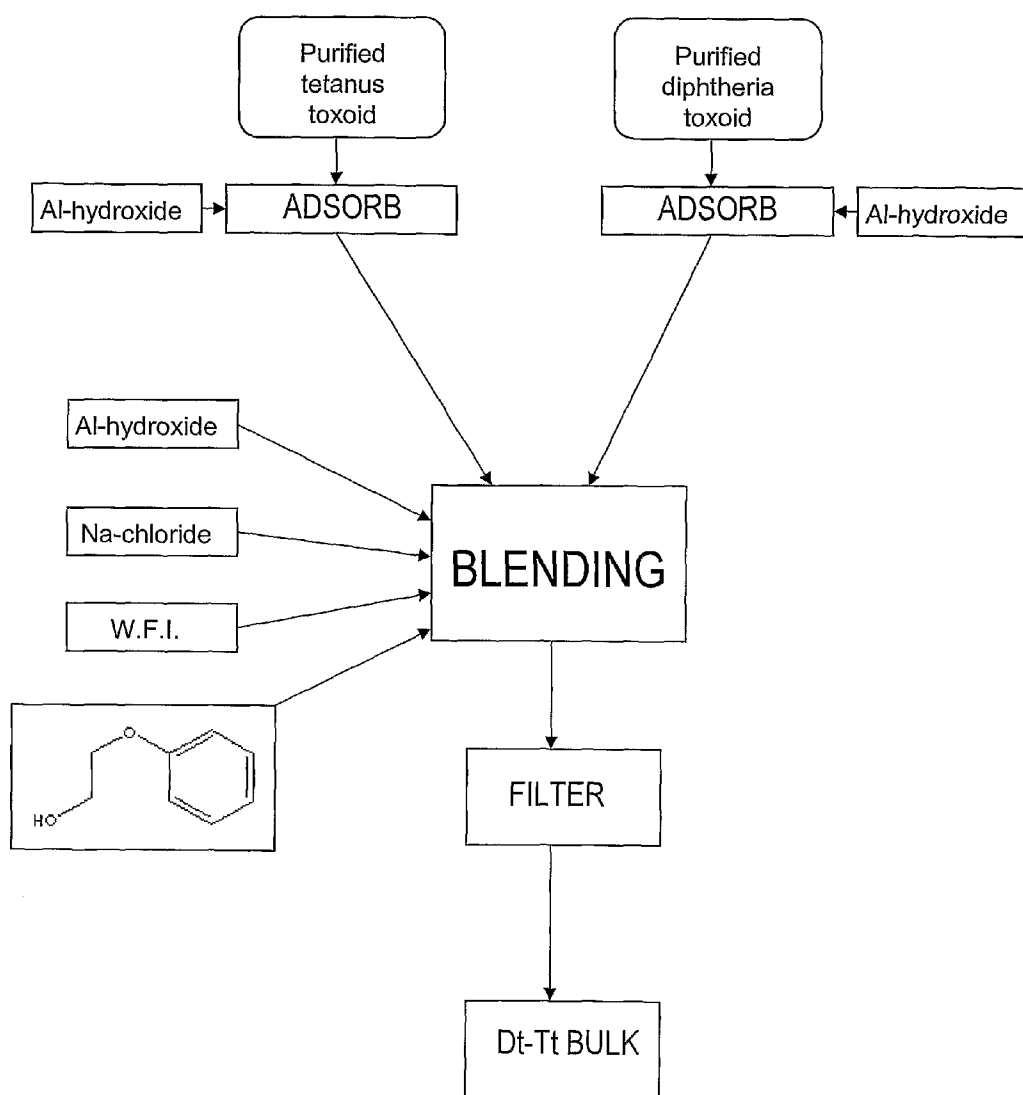 Purified
tetanus
toxoid
Purified
diphtheria
toxoid
Al-hydroxide
ADSORB
ADSORB
Al-hydroxide
Al-hydroxide
Na-chloride
W.F.I.
BLENDING
O
HO
FILTER
Dt-Tt BULK